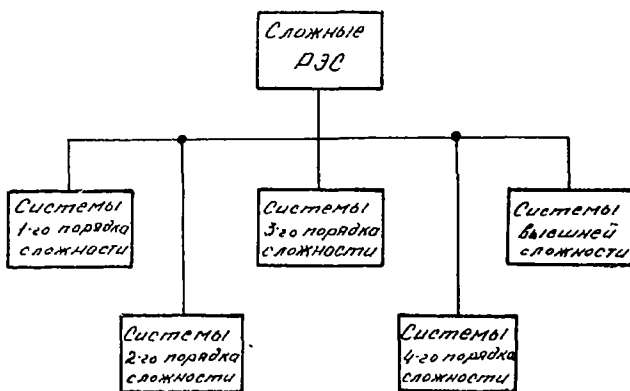 Сложные
РЭС
Системы
1-го порядка
сложности
Системы
3-го порядка
сложности
Системы
высшей
сложности
Системы
2-го порядка
сложности
Системы
4-го порядка
сложности